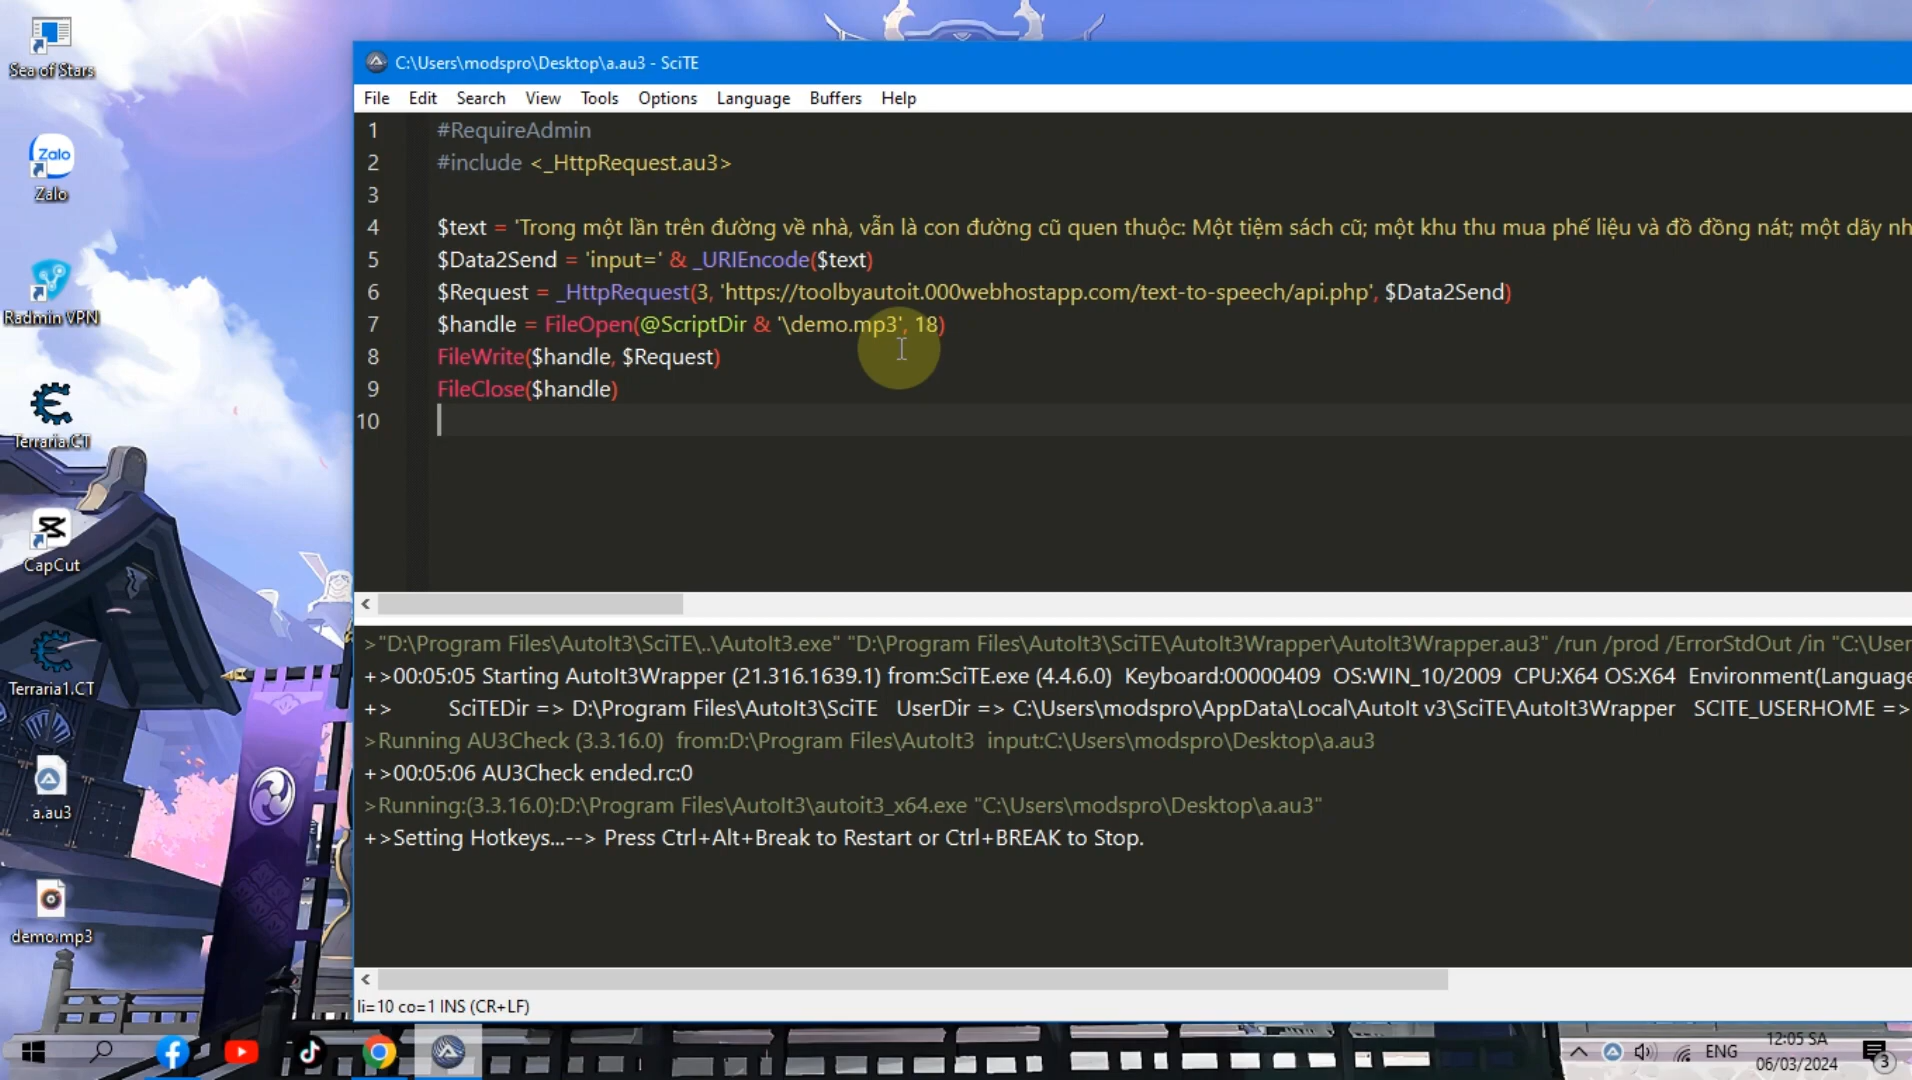 Sea of Stars
Zalo
Zalo
Radmin VPN
Terraria.CT
CapCut
Terraria1.CT
a.au3
demo.mp3
C:\Users\modspro\Desktop\a.au3 - SciTE
File Edit Search View Tools Options Language Buffers Help
1 #RequireAdmin
2 #include <_HttpRequest.au3>
3
4 $text = 'Trong một lần trên đường về nhà, vẫn là con đường cũ quen thuộc: Một tiệm sách cũ; một khu thu mua phế liệu và đồ đồng nát; một dãy nh
5 $Data2Send = 'input=' & _URIEncode($text)
6 $Request = _HttpRequest(3, 'https://toolbyautoit.000webhostapp.com/text-to-speech/api.php', $Data2Send)
7 $handle = FileOpen(@ScriptDir & '\demo.mp3', 18)
8 FileWrite($handle, $Request)
9 FileClose($handle)
10
>"D:\Program Files\AutoIt3\SciTE\..\AutoIt3.exe" "D:\Program Files\AutoIt3\SciTE\AutoIt3Wrapper\AutoIt3Wrapper.au3" /run /prod /ErrorStdOut /in "C:\User
+>00:05:05 Starting AutoIt3Wrapper (21.316.1639.1) from:SciTE.exe (4.4.6.0) Keyboard:00000409 OS:WIN_10/2009 CPU:X64 OS:X64 Environment(Language
+> SciTEDir => D:\Program Files\AutoIt3\SciTE UserDir => C:\Users\modspro\AppData\Local\AutoIt v3\SciTE\AutoIt3Wrapper SCITE_USERHOME =>
>Running AU3Check (3.3.16.0) from:D:\Program Files\AutoIt3 input:C:\Users\modspro\Desktop\a.au3
+>00:05:06 AU3Check ended.rc:0
>Running:(3.3.16.0):D:\Program Files\AutoIt3\autoit3_x64.exe "C:\Users\modspro\Desktop\a.au3"
+>Setting Hotkeys...--> Press Ctrl+Alt+Break to Restart or Ctrl+BREAK to Stop.
li=10 co=1 INS (CR+LF)
ENG
12:05 SA
06/03/2024
3